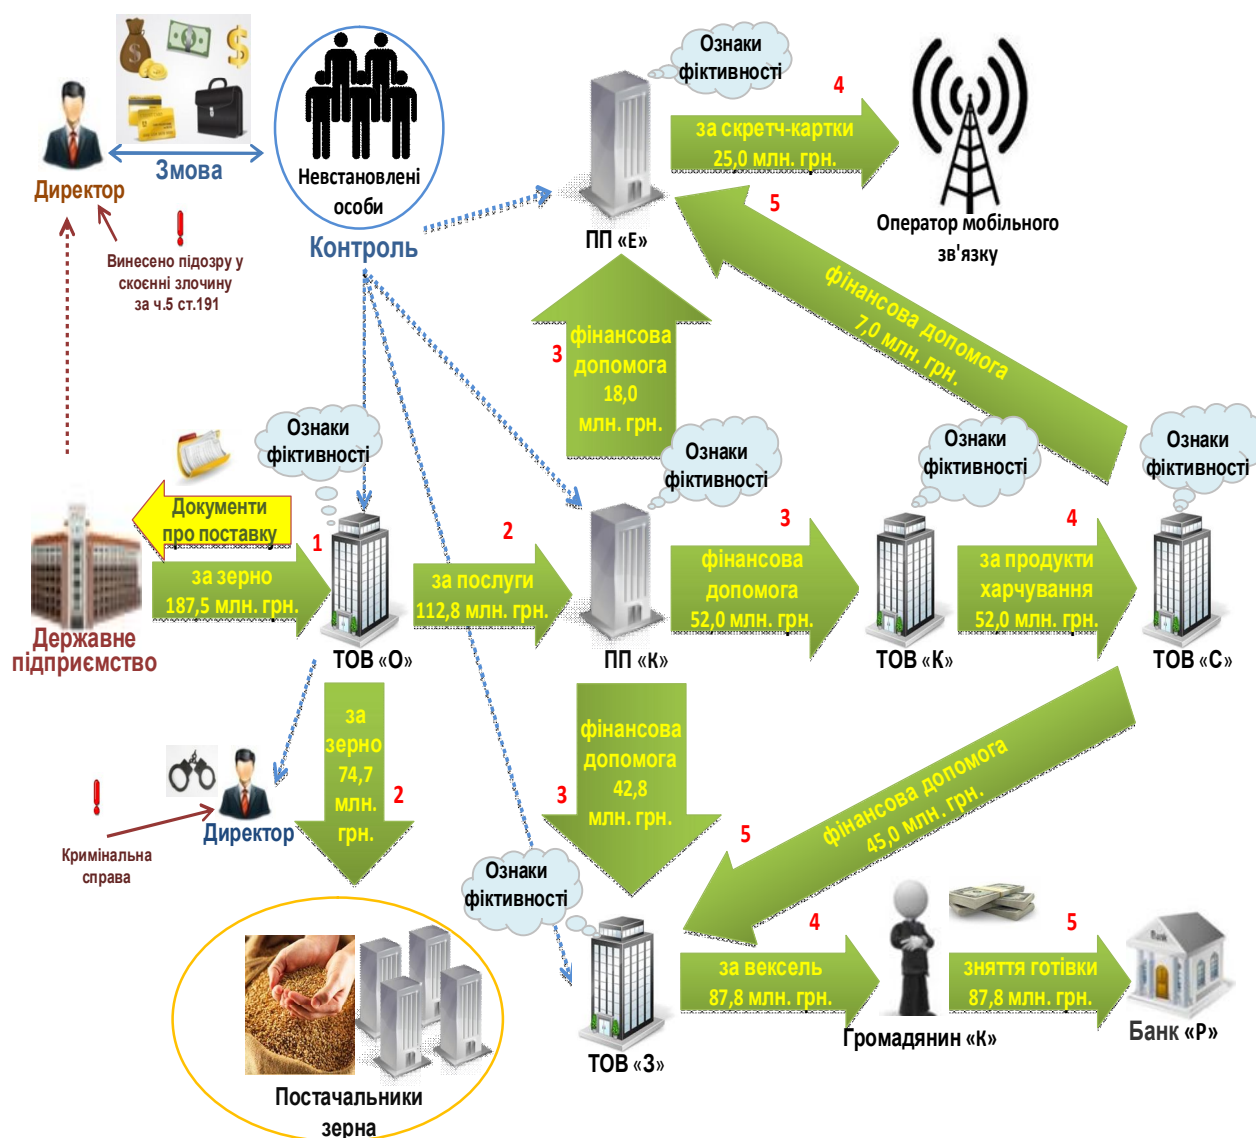 Ознаки
фіктивності
4
за скретч-картки
25,0 млн. грн.
Змова
Директор
Невстановлені
особи
Контроль
ПП «Е»
5
Оператор мобільного
зв'язку
Винесено підозру у
скоєнні злочину
за ч.5 ст.191
3
фінансова
допомога
18,0
млн. грн.
фінансова допомога
7,0 млн. грн.
Ознаки
фіктивності
Ознаки
фіктивності
Ознаки
фіктивності
Ознаки
фіктивності
Документи
про поставку
1
за зерно
187,5 млн. грн.
2
за послуги
112,8 млн. грн.
3
фінансова
допомога
52,0 млн. грн.
4
за продукти
харчування
52,0 млн. грн.
Державне
підприємство
ТОВ «О»
ПП «К»
ТОВ «К»
ТОВ «С»
за
зерно
74,7
млн.
грн.
2
фінансова
допомога
42,8
млн. грн.
3
фінансова допомога
45,0 млн. грн.
5
Директор
Кримінальна
справа
Ознаки
фіктивності
4
за вексель
87,8 млн. грн.
5
зняття готівки
87,8 млн. грн.
Громадянин «К»
Банк «Р»
ТОВ «З»
Постачальники
зерна